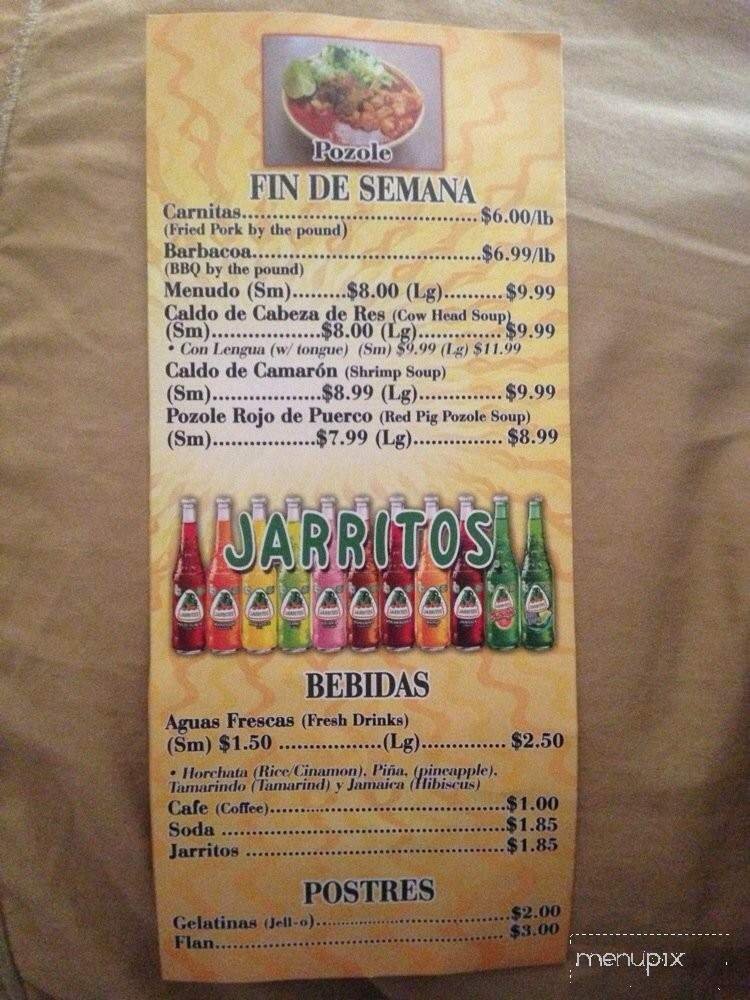 Pozole
FIN DE SEMANA
Carnitas.................................... $6.00/lb
(Fried Pork by the pound)
Barbacoa....................................$6.99/lb
(BBQ by the pound)
Menudo (Sm).........$8.00 (Lg).......... $9.99
Caldo de Cabeza de Res (Cow Head Soup)
(Sm).................$8.00 (Lg)............... $9.99
• Con Lengua (w/ tongue) (Sm) $9.99 (Lg) $11.99
Caldo de Camarón (Shrimp Soup)
(Sm).................$8.99 (Lg)............... $9.99
Pozole Rojo de Puerco (Red Pig Pozole Soup)
(Sm)................$7.99 (Lg)............... $8.99
JARRITOS
BEBIDAS
Aguas Frescas (Fresh Drinks)
(Sm) $1.50 ................(Lg).............. $2.50
• Horchata (Rice/Cinamon), Piña, (pineapple),
Tamarindo (Tamarind) y Jamaica (Hibiscus)
Cafe (Coffee).....................................$1.00
Soda .............................................$1.85
Jarritos .........................................$1.85
POSTRES
Gelatinas (Jell-o)...............................$2.00
Flan.............................................. $3.00
menupix